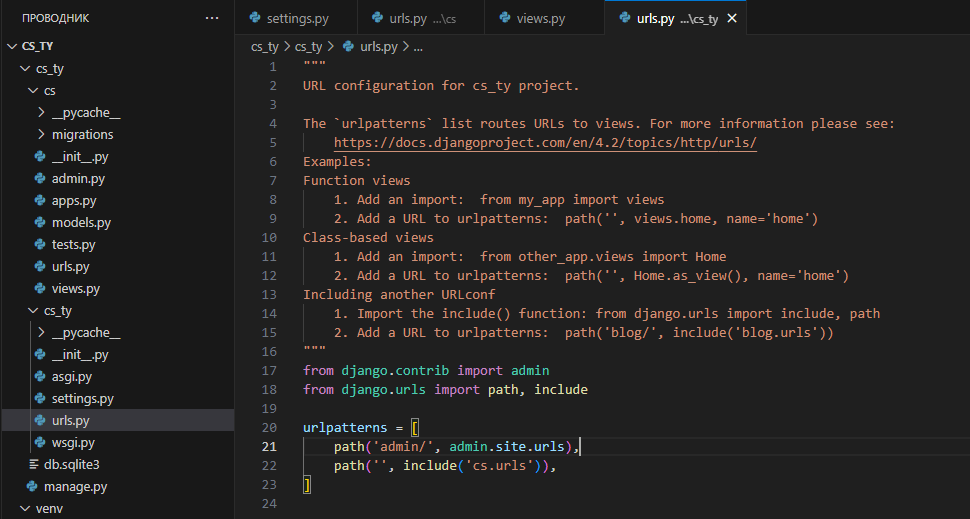 ПРОВОДНИК
...
CS_TY
cs_ty
cs
__pycache__
migrations
__init__.py
admin.py
apps.py
models.py
tests.py
urls.py
views.py
cs_ty
__pycache__
__init__.py
asgi.py
settings.py
urls.py
wsgi.py
db.sqlite3
manage.py
venv
settings.py
urls.py ...\cs
views.py
urls.py ...\cs_ty
cs_ty > cs_ty > urls.py > ...
1 """
2 URL configuration for cs_ty project.
3
4 The `urlpatterns` list routes URLs to views. For more information please see:
5     https://docs.djangoproject.com/en/4.2/topics/http/urls/
6 Examples:
7 Function views
8     1. Add an import:  from my_app import views
9     2. Add a URL to urlpatterns:  path('', views.home, name='home')
10 Class-based views
11     1. Add an import:  from other_app.views import Home
12     2. Add a URL to urlpatterns:  path('', Home.as_view(), name='home')
13 Including another URLconf
14     1. Import the include() function: from django.urls import include, path
15     2. Add a URL to urlpatterns:  path('blog/', include('blog.urls'))
16 """
17 from django.contrib import admin
18 from django.urls import path, include
19
20 urlpatterns = [
21     path('admin/', admin.site.urls),
22     path('', include('cs.urls')),
23 ]
24